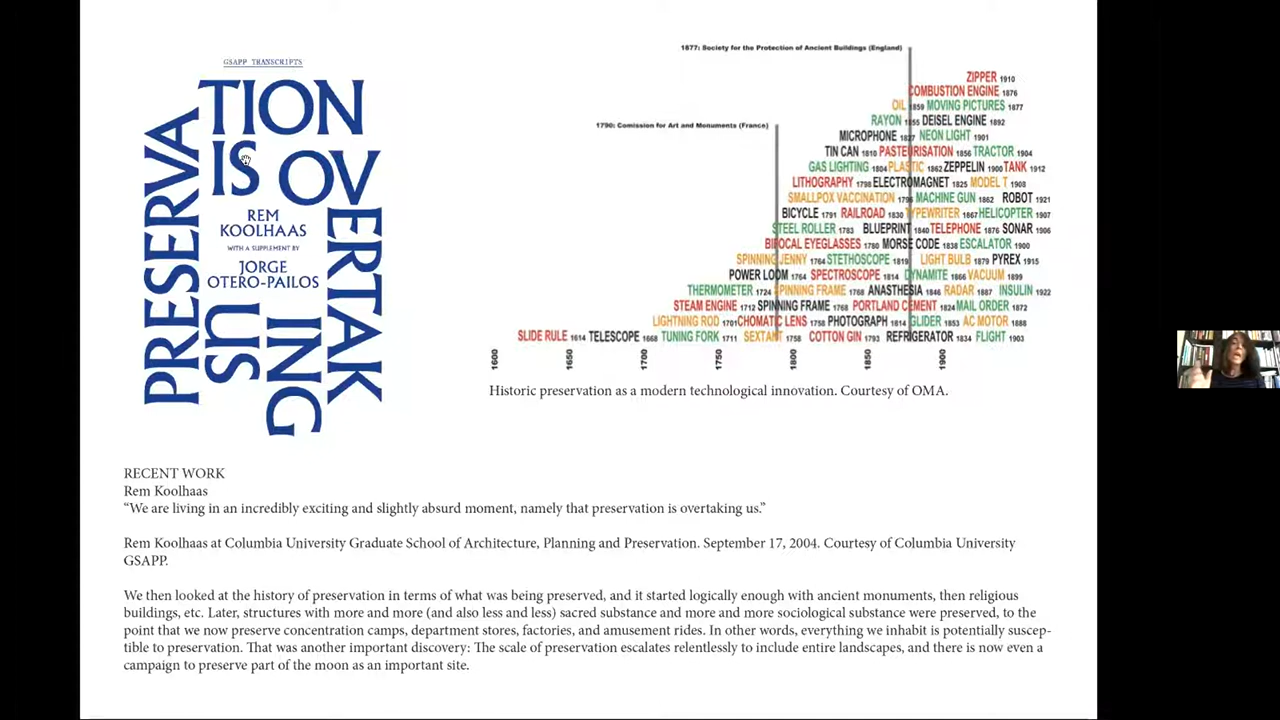 GSAPP TRANSCRIPTS
PRESERVA
TION
IS OV
ERTAK
ING
US
REM
KOOLHAAS
WITH A SUPPLEMENT BY
JORGE
OTERO-PAILOS
1877: Society for the Protection of Ancient Buildings (England)
1790: Comission for Art and Monuments (France)
ZIPPER 1910
COMBUSTION ENGINE 1876
OIL 1859 MOVING PICTURES 1877
RAYON 1855 DEISEL ENGINE 1892
MICROPHONE 1827 NEON LIGHT 1901
TIN CAN 1810 PASTEURISATION 1856 TRACTOR 1904
GAS LIGHTING 1804 PLASTIC 1862 ZEPPELIN 1900 TANK 1912
LITHOGRAPHY 1798 ELECTROMAGNET 1825 MODEL T 1908
SMALLPOX VACCINATION 1796 MACHINE GUN 1862 ROBOT 1921
BICYCLE 1791 RAILROAD 1830 TYPEWRITER 1867 HELICOPTER 1907
STEEL ROLLER 1783 BLUEPRINT 1840 TELEPHONE 1876 SONAR 1906
BIFOCAL EYEGLASSES 1780 MORSE CODE 1838 ESCALATOR 1900
SPINNING JENNY 1764 STETHOSCOPE 1819 LIGHT BULB 1879 PYREX 1915
POWER LOOM 1764 SPECTROSCOPE 1814 DYNAMITE 1866 VACUUM 1899
THERMOMETER 1724 SPINNING FRAME 1768 ANASTHESIA 1846 RADAR 1887 INSULIN 1922
STEAM ENGINE 1712 SPINNING FRAME 1768 PORTLAND CEMENT 1824 MAIL ORDER 1872
LIGHTNING ROD 1701 CHOMATIC LENS 1758 PHOTOGRAPH 1814 GLIDER 1853 AC MOTOR 1888
SLIDE RULE 1614 TELESCOPE 1668 TUNING FORK 1711 SEXTANT 1758 COTTON GIN 1793 REFRIGERATOR 1834 FLIGHT 1903
1600 1650 1700 1750 1800 1850 1900
Historic preservation as a modern technological innovation. Courtesy of OMA.
RECENT WORK
Rem Koolhaas
“We are living in an incredibly exciting and slightly absurd moment, namely that preservation is overtaking us.”
Rem Koolhaas at Columbia University Graduate School of Architecture, Planning and Preservation. September 17, 2004. Courtesy of Columbia University
GSAPP.
We then looked at the history of preservation in terms of what was being preserved, and it started logically enough with ancient monuments, then religious
buildings, etc. Later, structures with more and more (and also less and less) sacred substance and more and more sociological substance were preserved, to the
point that we now preserve concentration camps, department stores, factories, and amusement rides. In other words, everything we inhabit is potentially suscep-
tible to preservation. That was another important discovery: The scale of preservation escalates relentlessly to include entire landscapes, and there is now even a
campaign to preserve part of the moon as an important site.